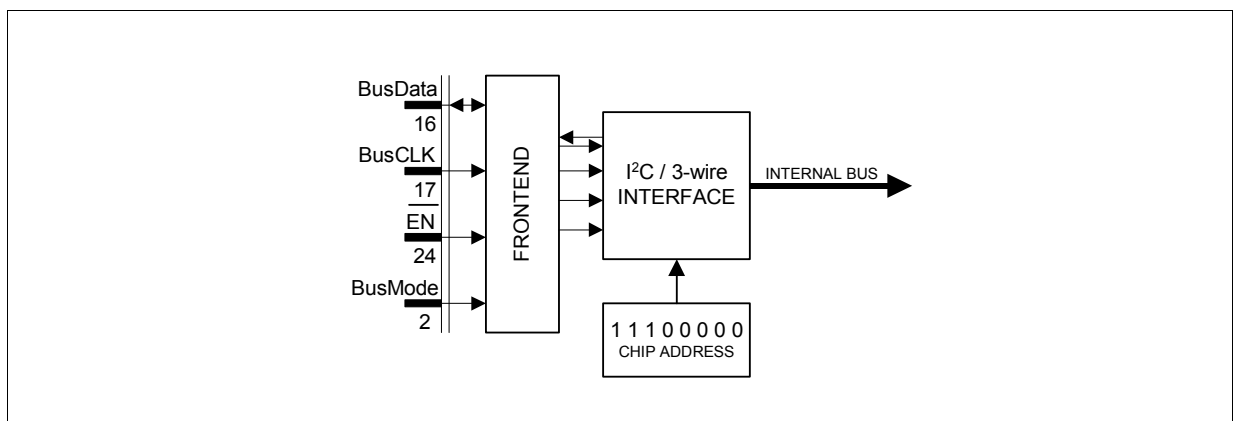 BusData
16
BusCLK
17
EN
24
BusMode
2
FRONTEND
I²C / 3-wire
INTERFACE
INTERNAL BUS
1 1 1 0 0 0 0 0
CHIP ADDRESS